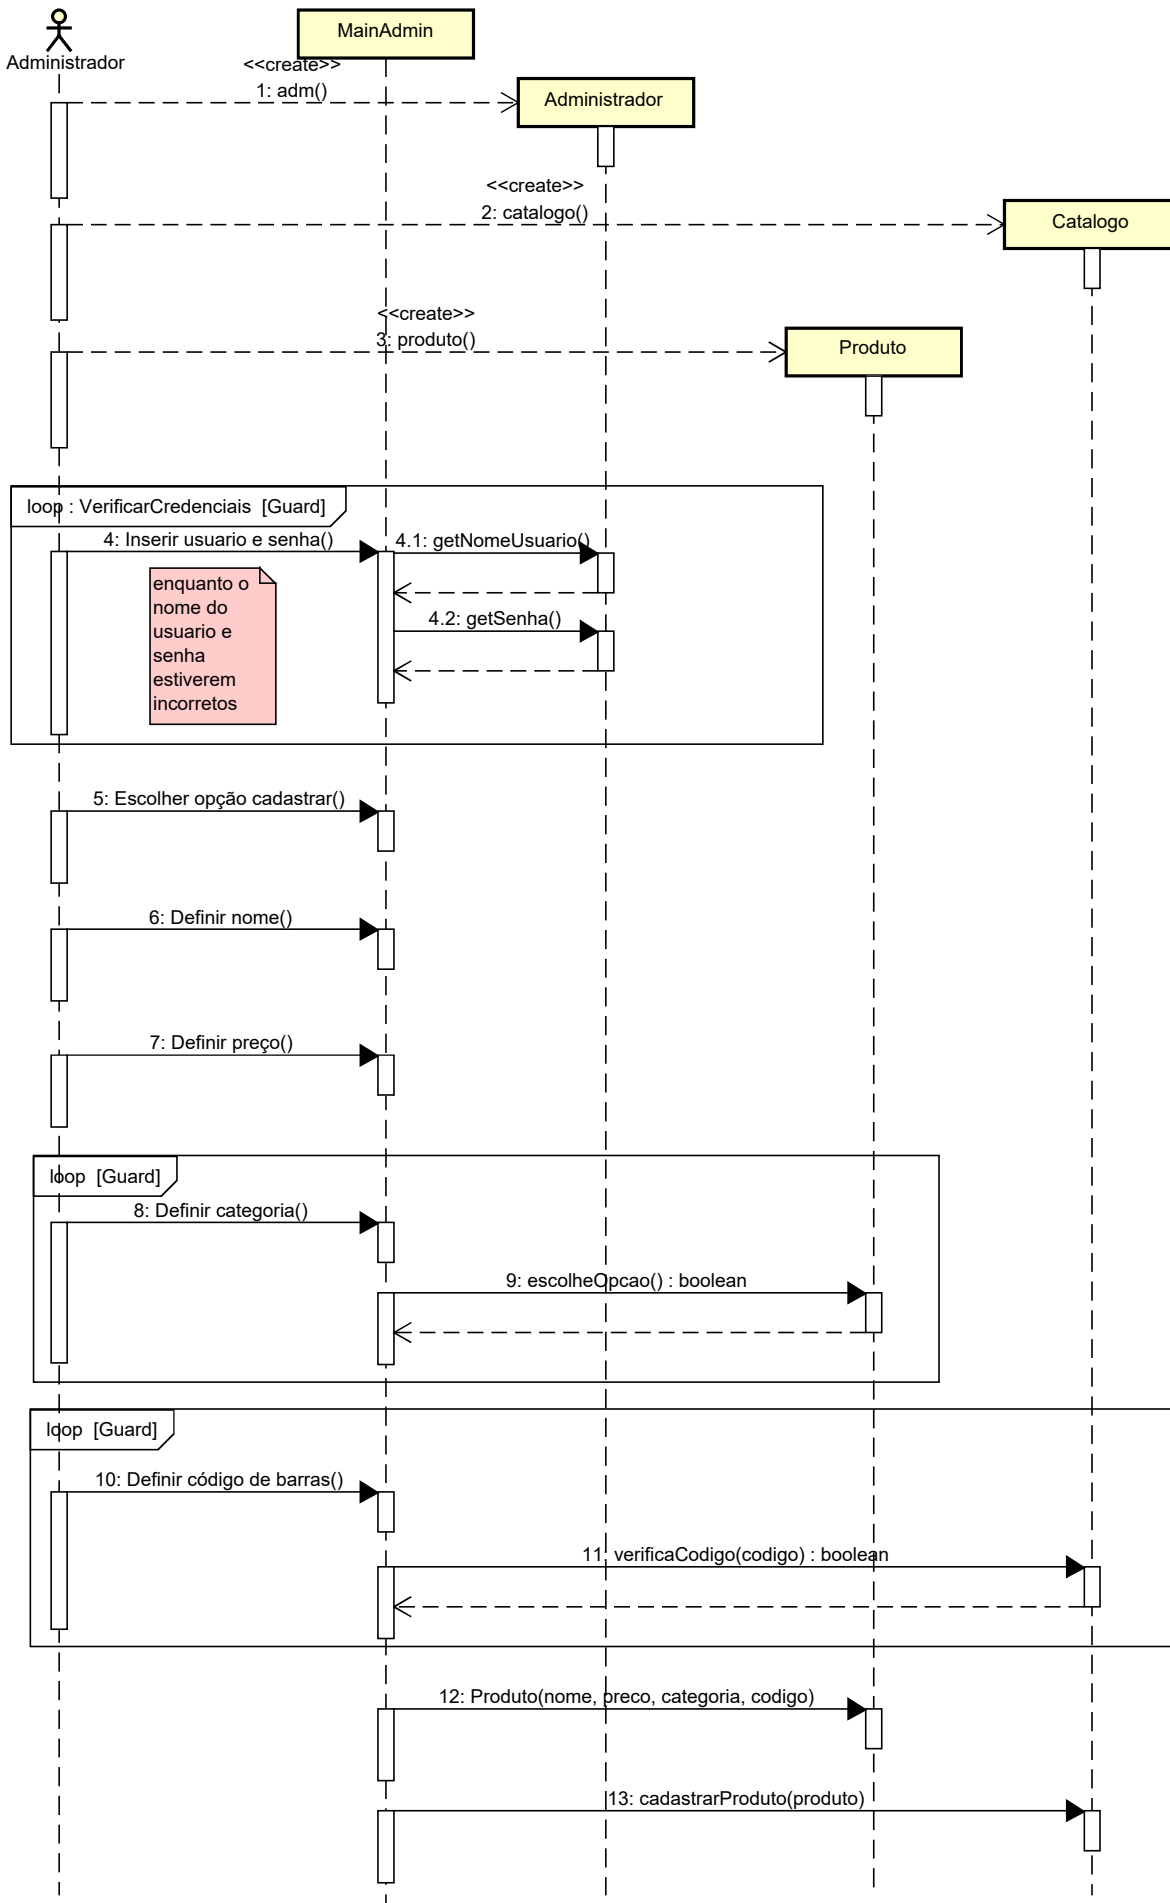 MainAdmin
Administrador
<<create>>
1: adm()
Administrador
<<create>>
2: catalogo()
Catalogo
<<create>>
3: produto()
Produto
loop : VerificarCredenciais [Guard]
4: Inserir usuario e senha()
4.1: getNomeUsuario()
enquanto o
nome do
usuario e
senha
estiverem
incorretos
4.2: getSenha()
5: Escolher opção cadastrar()
6: Definir nome()
7: Definir preço()
loop [Guard]
8: Definir categoria()
9: escolheOpcao() : boolean
loop [Guard]
10: Definir código de barras()
11: verificaCodigo(codigo) : boolean
12: Produto(nome, preco, categoria, codigo)
13: cadastrarProduto(produto)